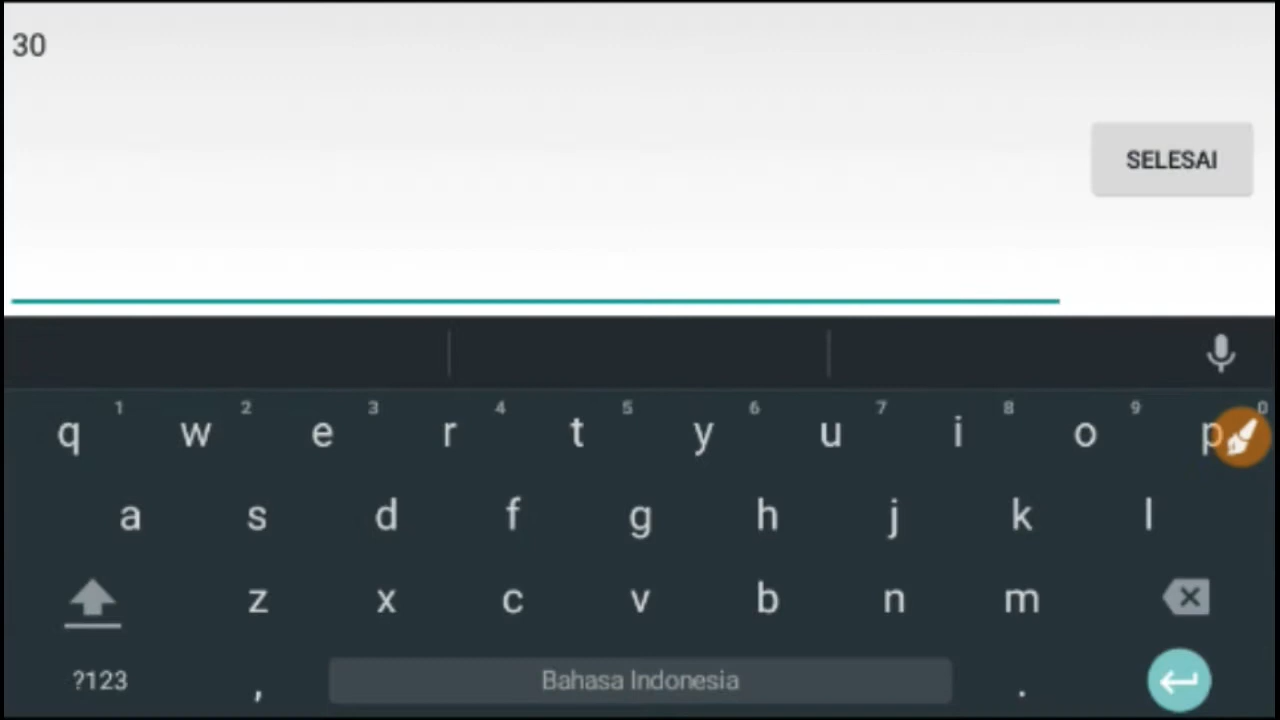 30
SELESAI
1 2 3 4 5 6 7 8 9 0
q w e r t y u i o p
a s d f g h j k l
z x c v b n m
?123 , Bahasa Indonesia .